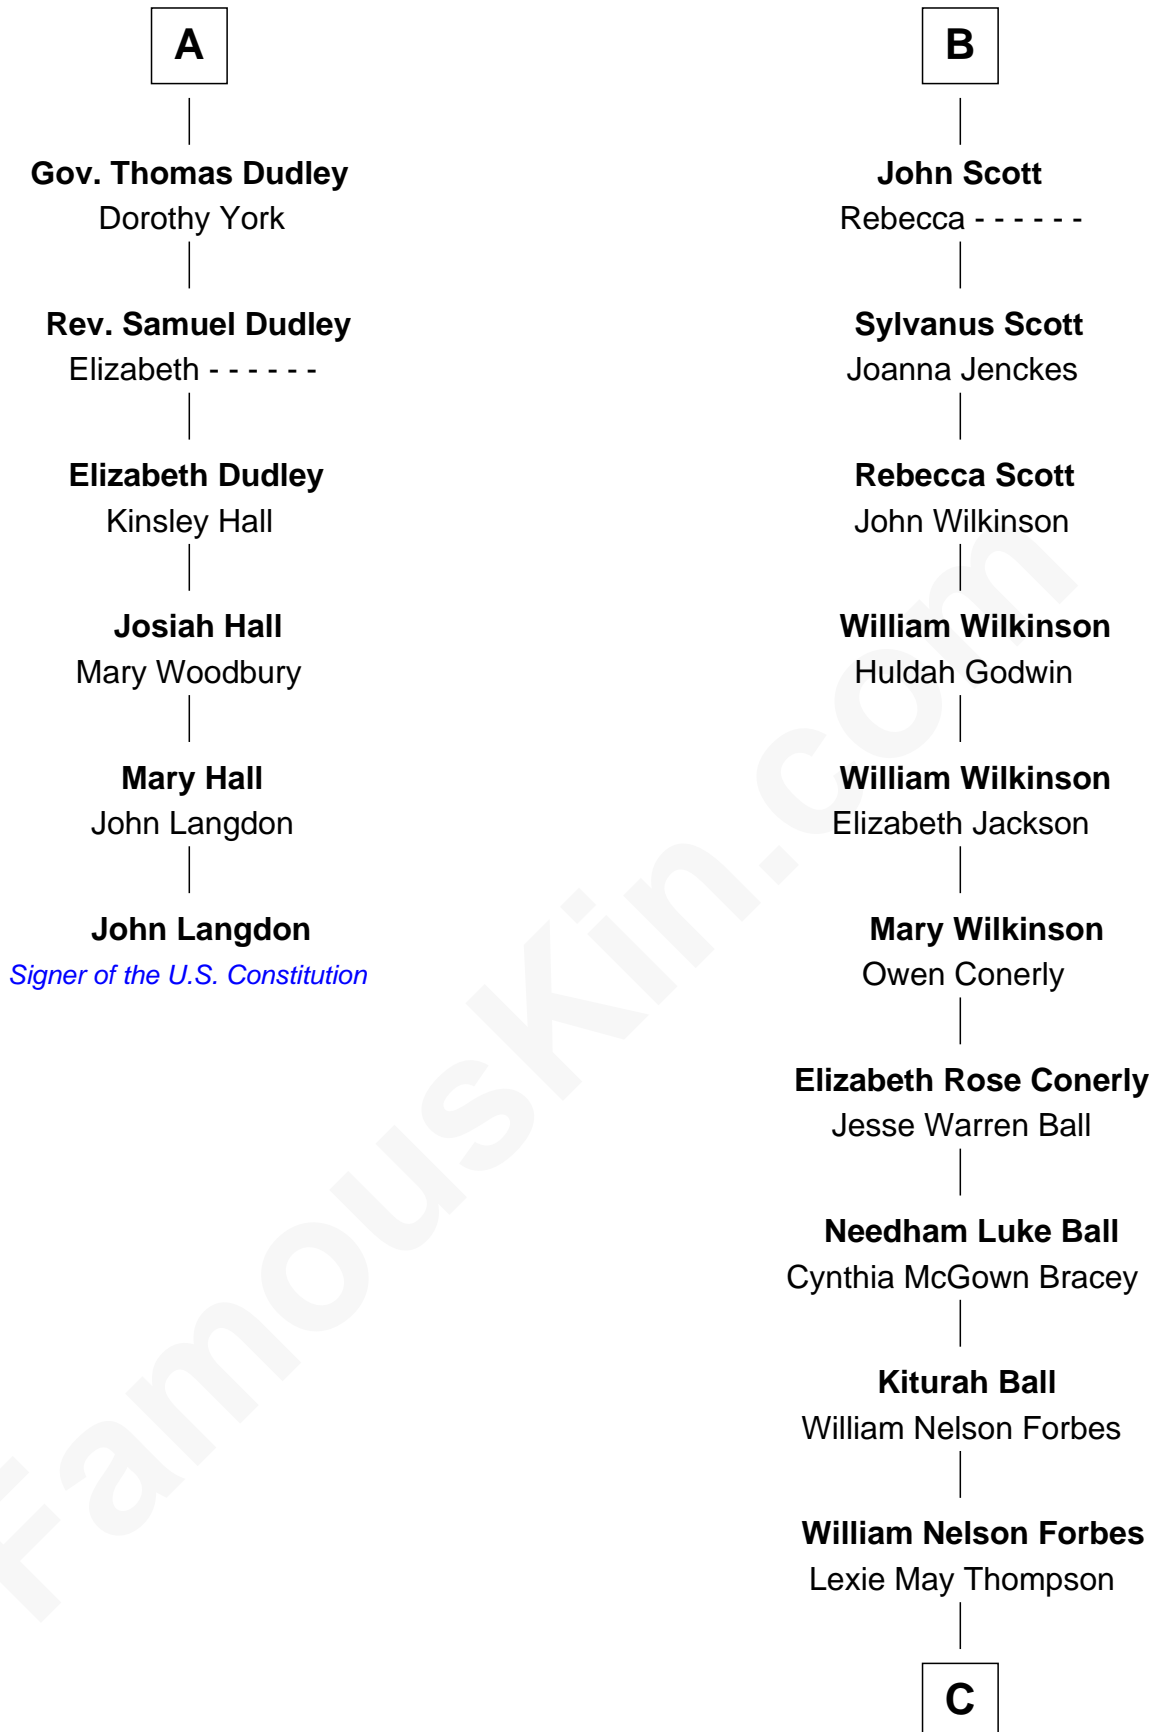 A
Gov. Thomas Dudley
Dorothy York
Rev. Samuel Dudley
Elizabeth - - - - - -
Elizabeth Dudley
Kinsley Hall
Josiah Hall
Mary Woodbury
Mary Hall
John Langdon
John Langdon
Signer of the U.S. Constitution
B
John Scott
Rebecca - - - - - -
Sylvanus Scott
Joanna Jenckes
Rebecca Scott
John Wilkinson
William Wilkinson
Huldah Godwin
William Wilkinson
Elizabeth Jackson
Mary Wilkinson
Owen Conerly
Elizabeth Rose Conerly
Jesse Warren Ball
Needham Luke Ball
Cynthia McGown Bracey
Kiturah Ball
William Nelson Forbes
William Nelson Forbes
Lexie May Thompson
C
FamousKin.com